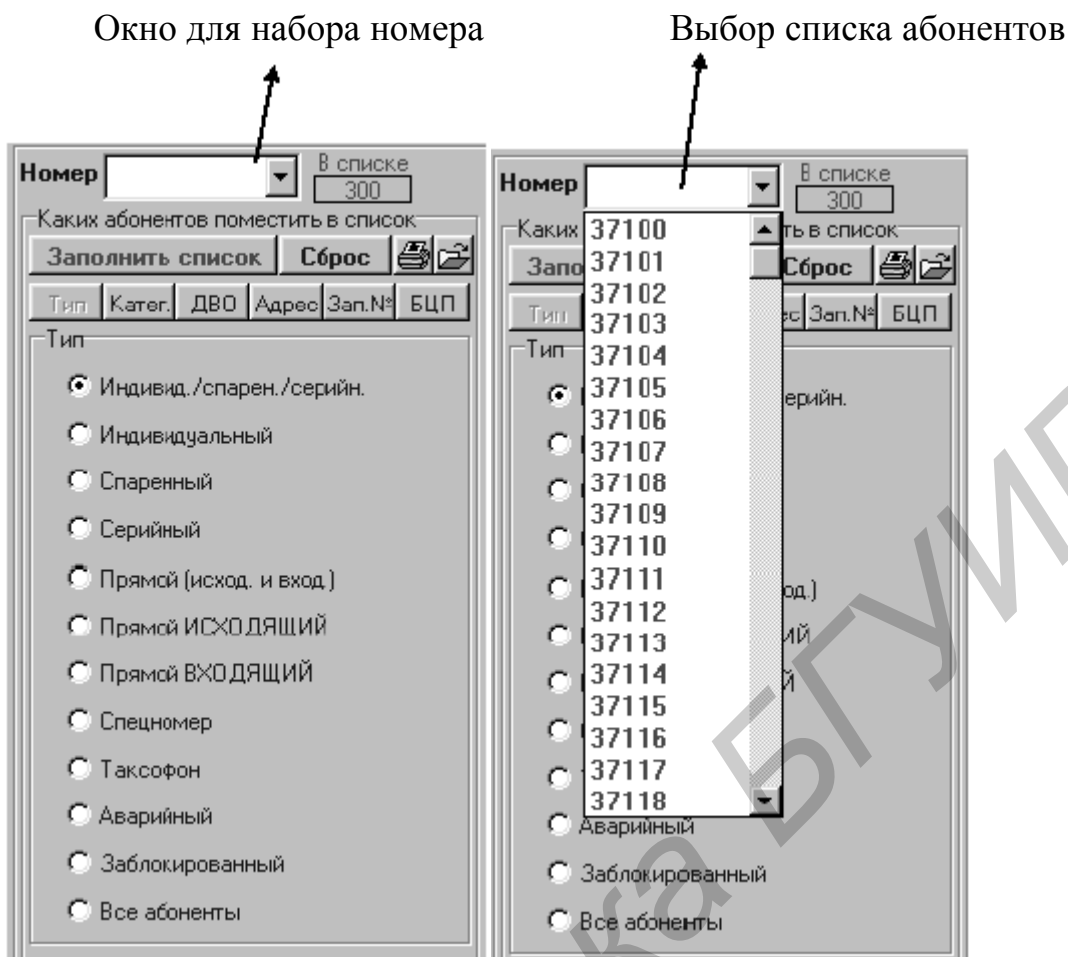 Окно для набора номера
Выбор списка абонентов
Номер
В списке
300
Каких абонентов поместить в список
Заполнить список Сброс
Тип Катег. ДВО Адрес Зап.№ БЦП
Тип
Индивид./спарен./серийн.
Индивидуальный
Спаренный
Серийный
Прямой (исход. и вход.)
Прямой ИСХОДЯЩИЙ
Прямой ВХОДЯЩИЙ
Спецномер
Таксофон
Аварийный
Заблокированный
Все абоненты
Номер
В списке
300
Каких ть в список
Запо Сброс
Тип ес Зап.№ БЦП
Тип
ерийн.
од.)
ИЙ
Й
37100
37101
37102
37103
37104
37105
37106
37107
37108
37109
37110
37111
37112
37113
37114
37115
37116
37117
37118
Аварийный
Заблокированный
Все абоненты